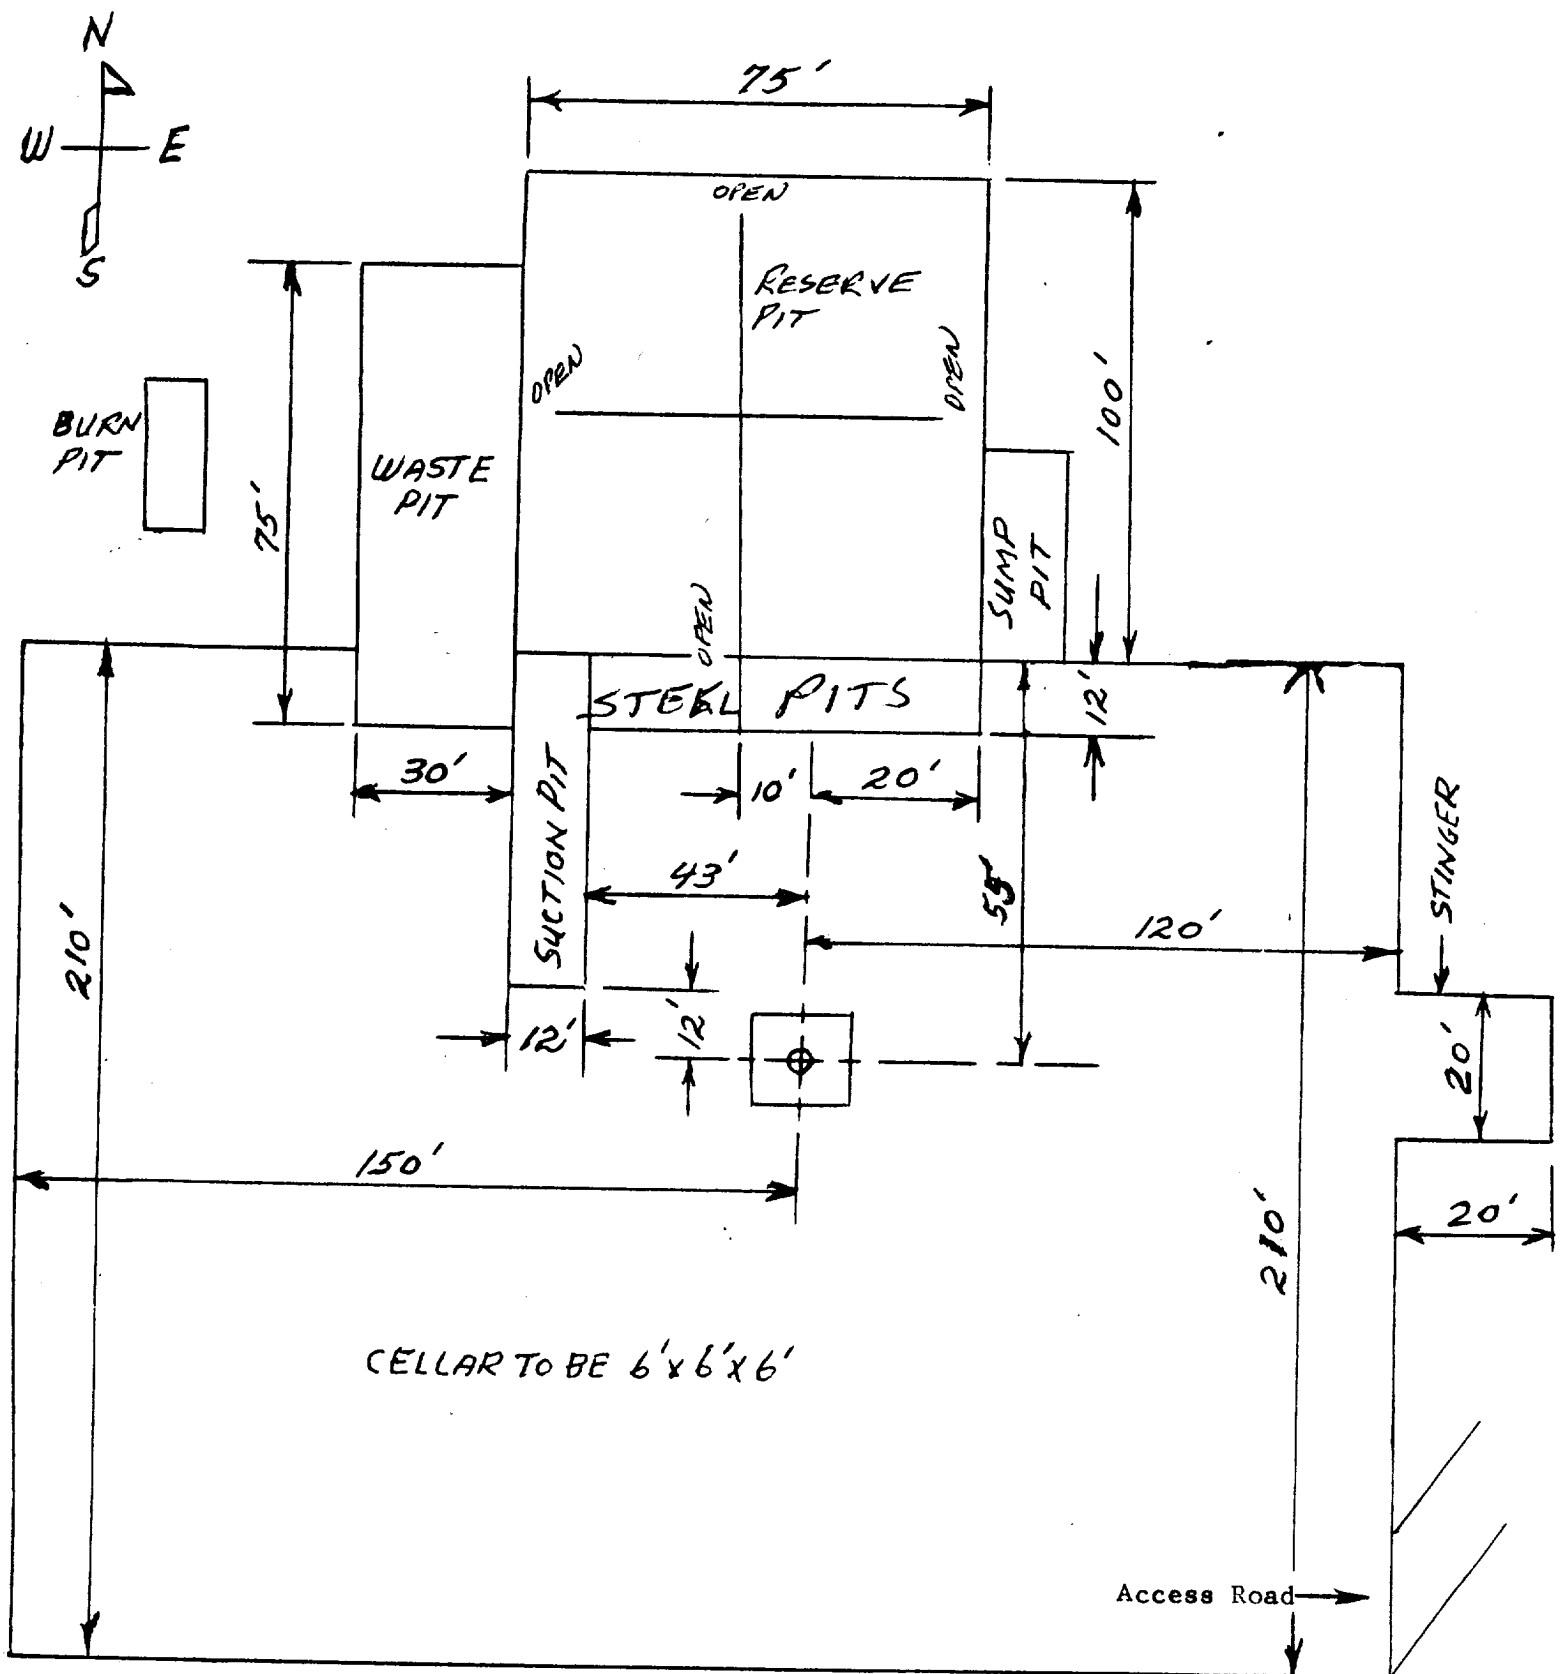 N
W E
S
75'
OPEN
RESERVE
PIT
OPEN
OPEN
100'
BURN
PIT
WASTE
PIT
75'
SUMP
PIT
OPEN
STEEL PITS
12'
30'
SUCTION PIT
10'
20'
43'
55'
STINGER
120'
210'
12'
12'
20'
150'
20'
210'
CELLAR TO BE 6'x6'x6'
Access Road